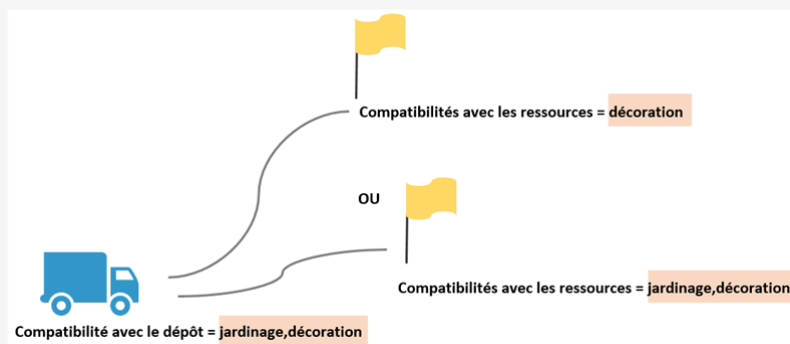 Compatibilités avec les ressources = décoration
OU
Compatibilités avec les ressources = jardinage,décoration
Compatibilité avec le dépôt = jardinage,décoration